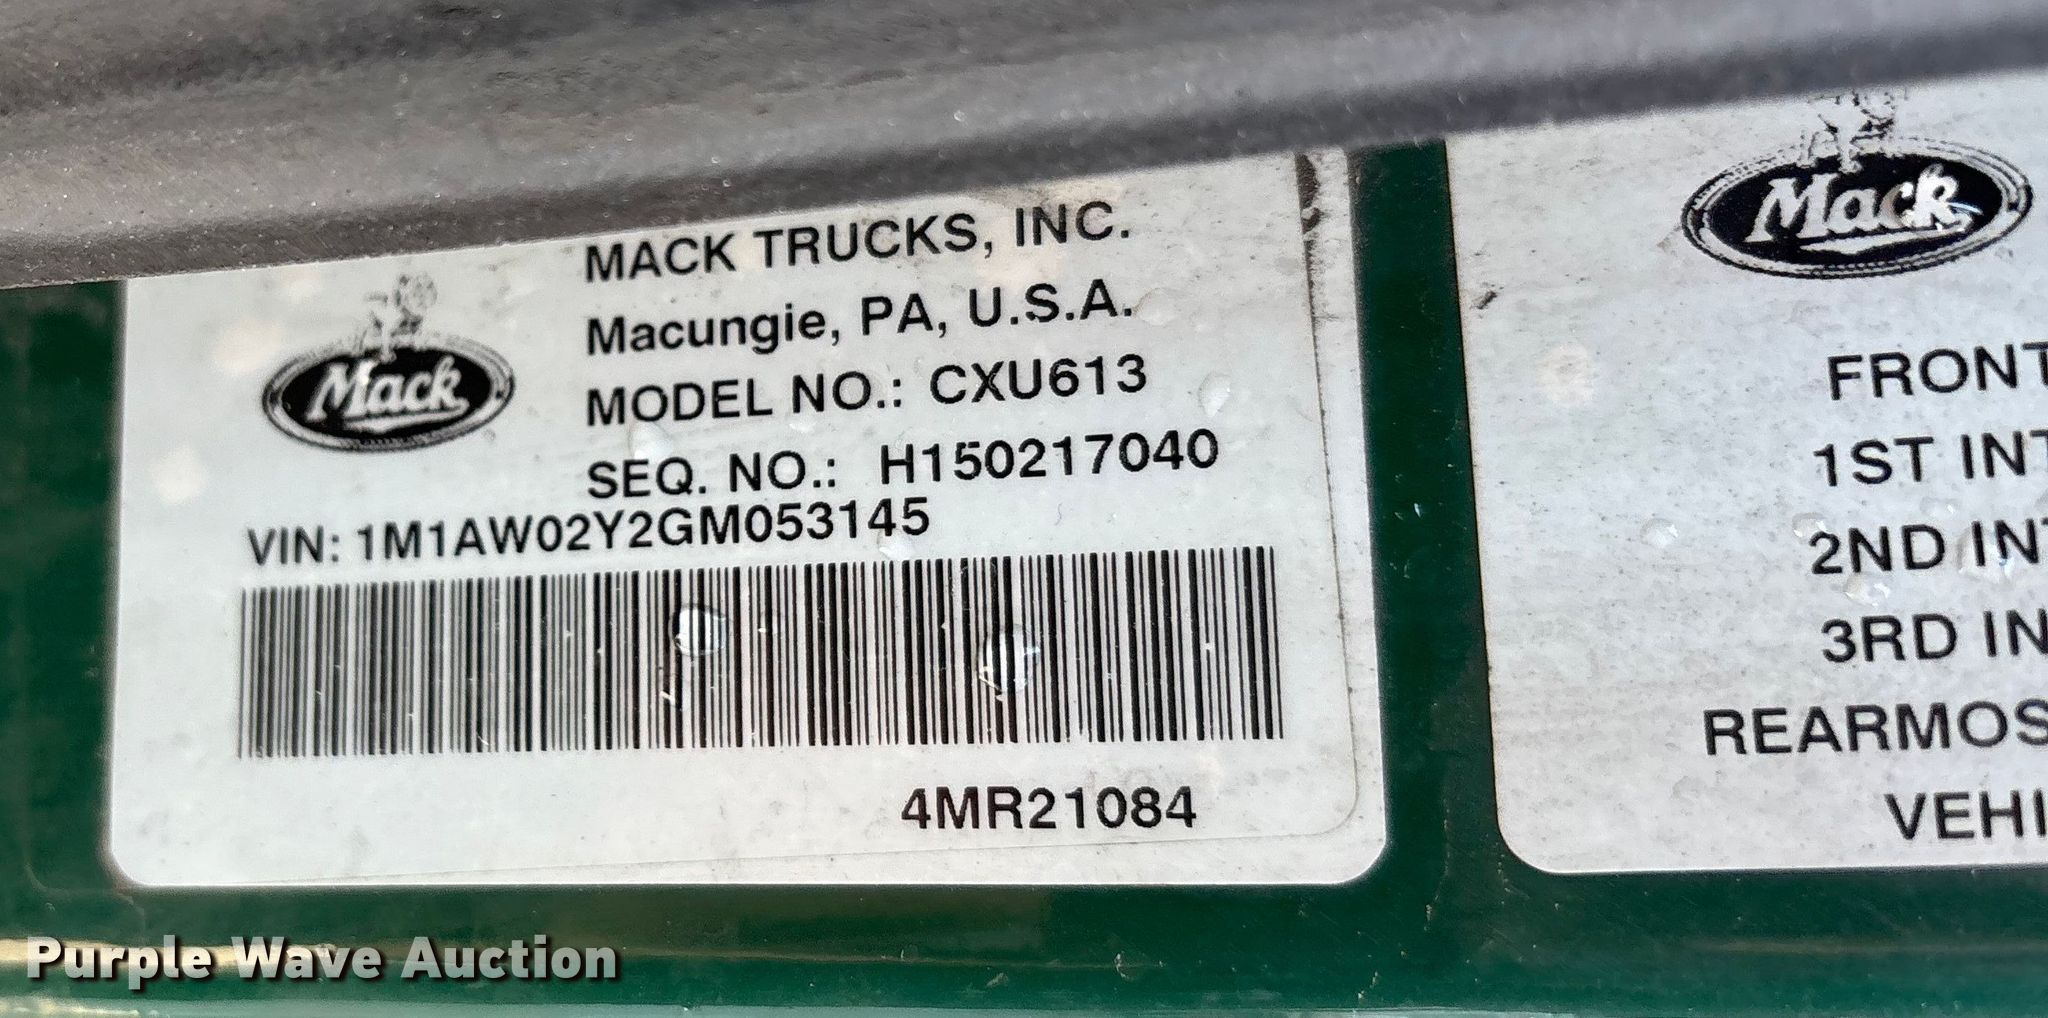 Mack
MACK TRUCKS, INC.
Macungie, PA, U.S.A.
MODEL NO.: CXU613
SEQ. NO.: H150217040
VIN: 1M1AW02Y2GM053145
4MR21084
Mack
FRONT
1ST INT
2ND INT
3RD IN
REARMOS
VEHI
Purple Wave Auction